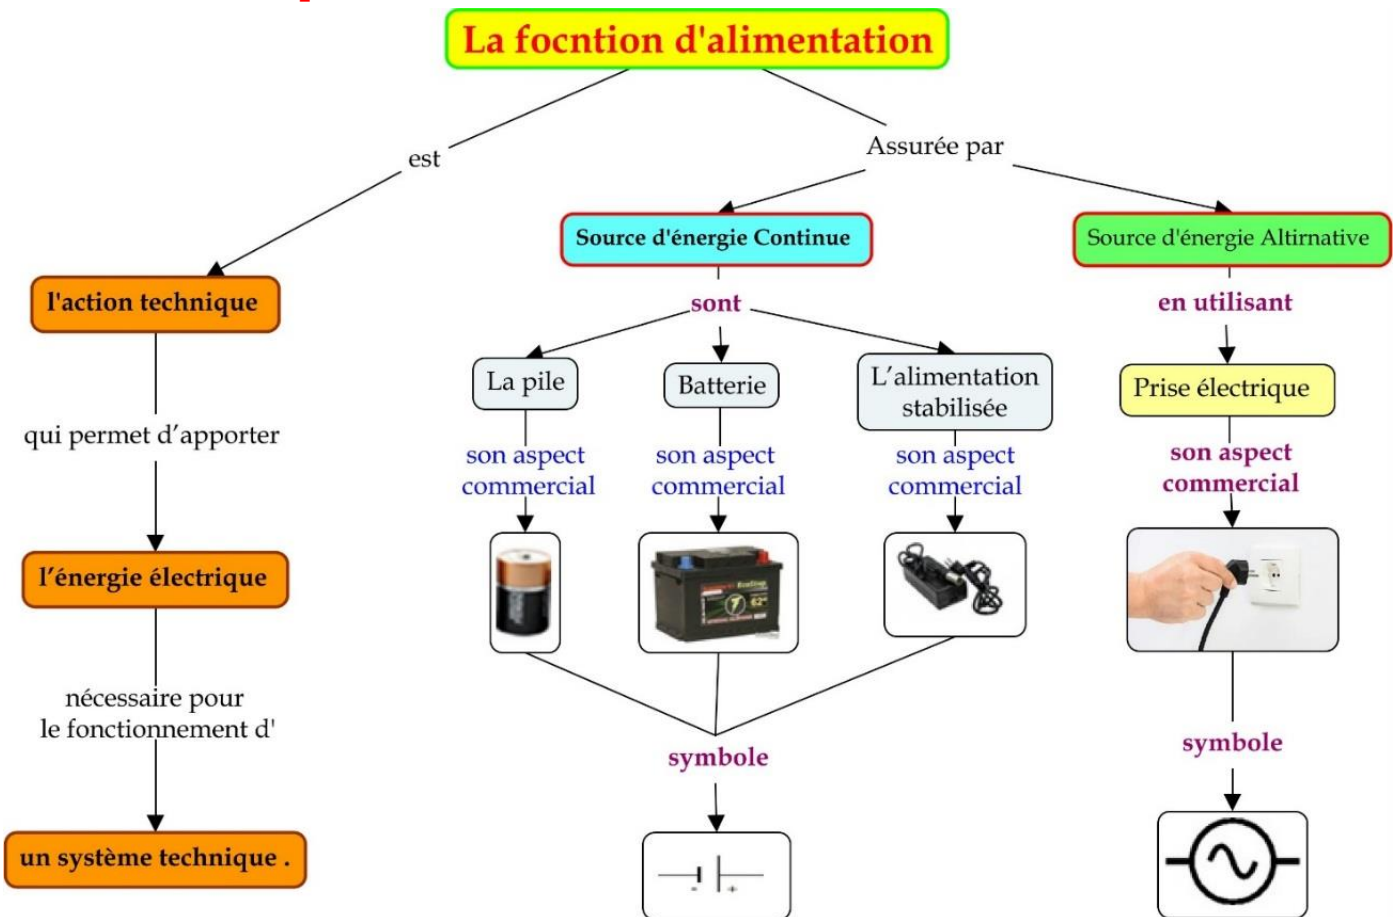 La focntion d'alimentation
est
Assurée par
l'action technique
qui permet d’apporter
l’énergie électrique
nécessaire pour
le fonctionnement d'
un système technique .
Source d'énergie Continue
sont
La pile
son aspect
commercial
Batterie
son aspect
commercial
L’alimentation
stabilisée
son aspect
commercial
symbole
- +
Source d'énergie Altirnative
en utilisant
Prise électrique
son aspect
commercial
symbole